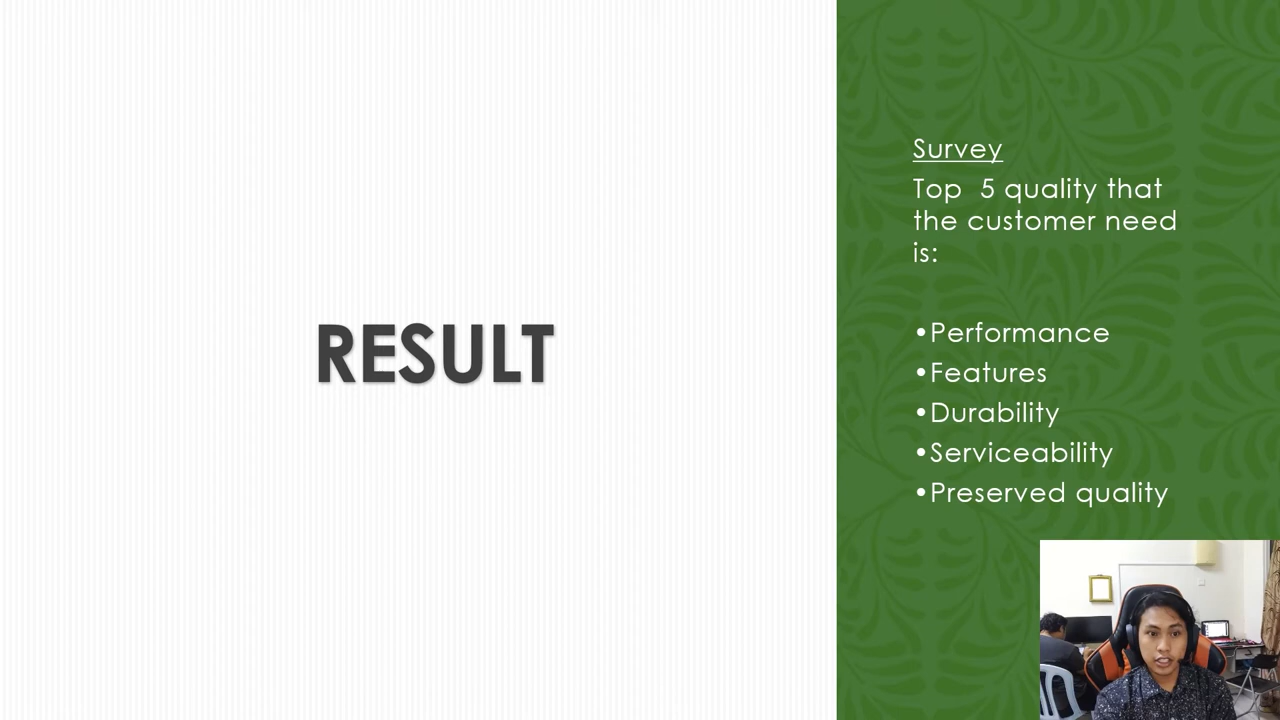 RESULT
Survey
Top  5 quality that
the customer need
is:
•Performance
•Features
•Durability
•Serviceability
•Preserved quality